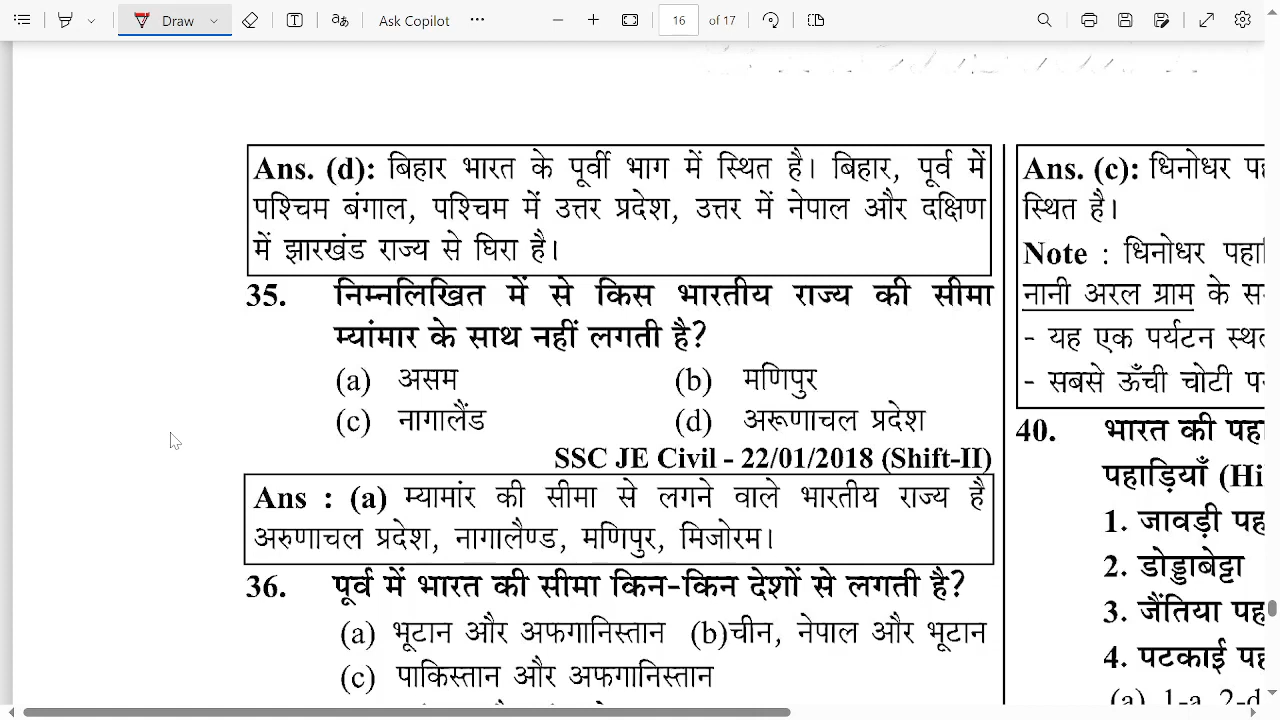 Draw
Ask Copilot
16 of 17
Ans. (d): बिहार भारत के पूर्वी भाग में स्थित है। बिहार, पूर्व में
पश्चिम बंगाल, पश्चिम में उत्तर प्रदेश, उत्तर में नेपाल और दक्षिण
में झारखंड राज्य से घिरा है।
35. निम्नलिखित में से किस भारतीय राज्य की सीमा
म्यांमार के साथ नहीं लगती है?
(a) असम (b) मणिपुर
(c) नागालैंड (d) अरूणाचल प्रदेश
SSC JE Civil - 22/01/2018 (Shift-II)
Ans : (a) म्यामांर की सीमा से लगने वाले भारतीय राज्य है
अरुणाचल प्रदेश, नागालैण्ड, मणिपुर, मिजोरम।
36. पूर्व में भारत की सीमा किन-किन देशों से लगती है?
(a) भूटान और अफगानिस्तान (b)चीन, नेपाल और भूटान
(c) पाकिस्तान और अफगानिस्तान
Ans. (c): धिनोधर
स्थित है।
Note : धिनोधर
नानी अरल ग्राम के
- यह एक पर्यटन
- सबसे ऊँची चोटी
40. भारत की
पहाड़ियाँ
1. जावड़ी
2. डोड्डाबेट्टा
3. जैंतिया
4. पटकाई
(a) 1-a, 2-d